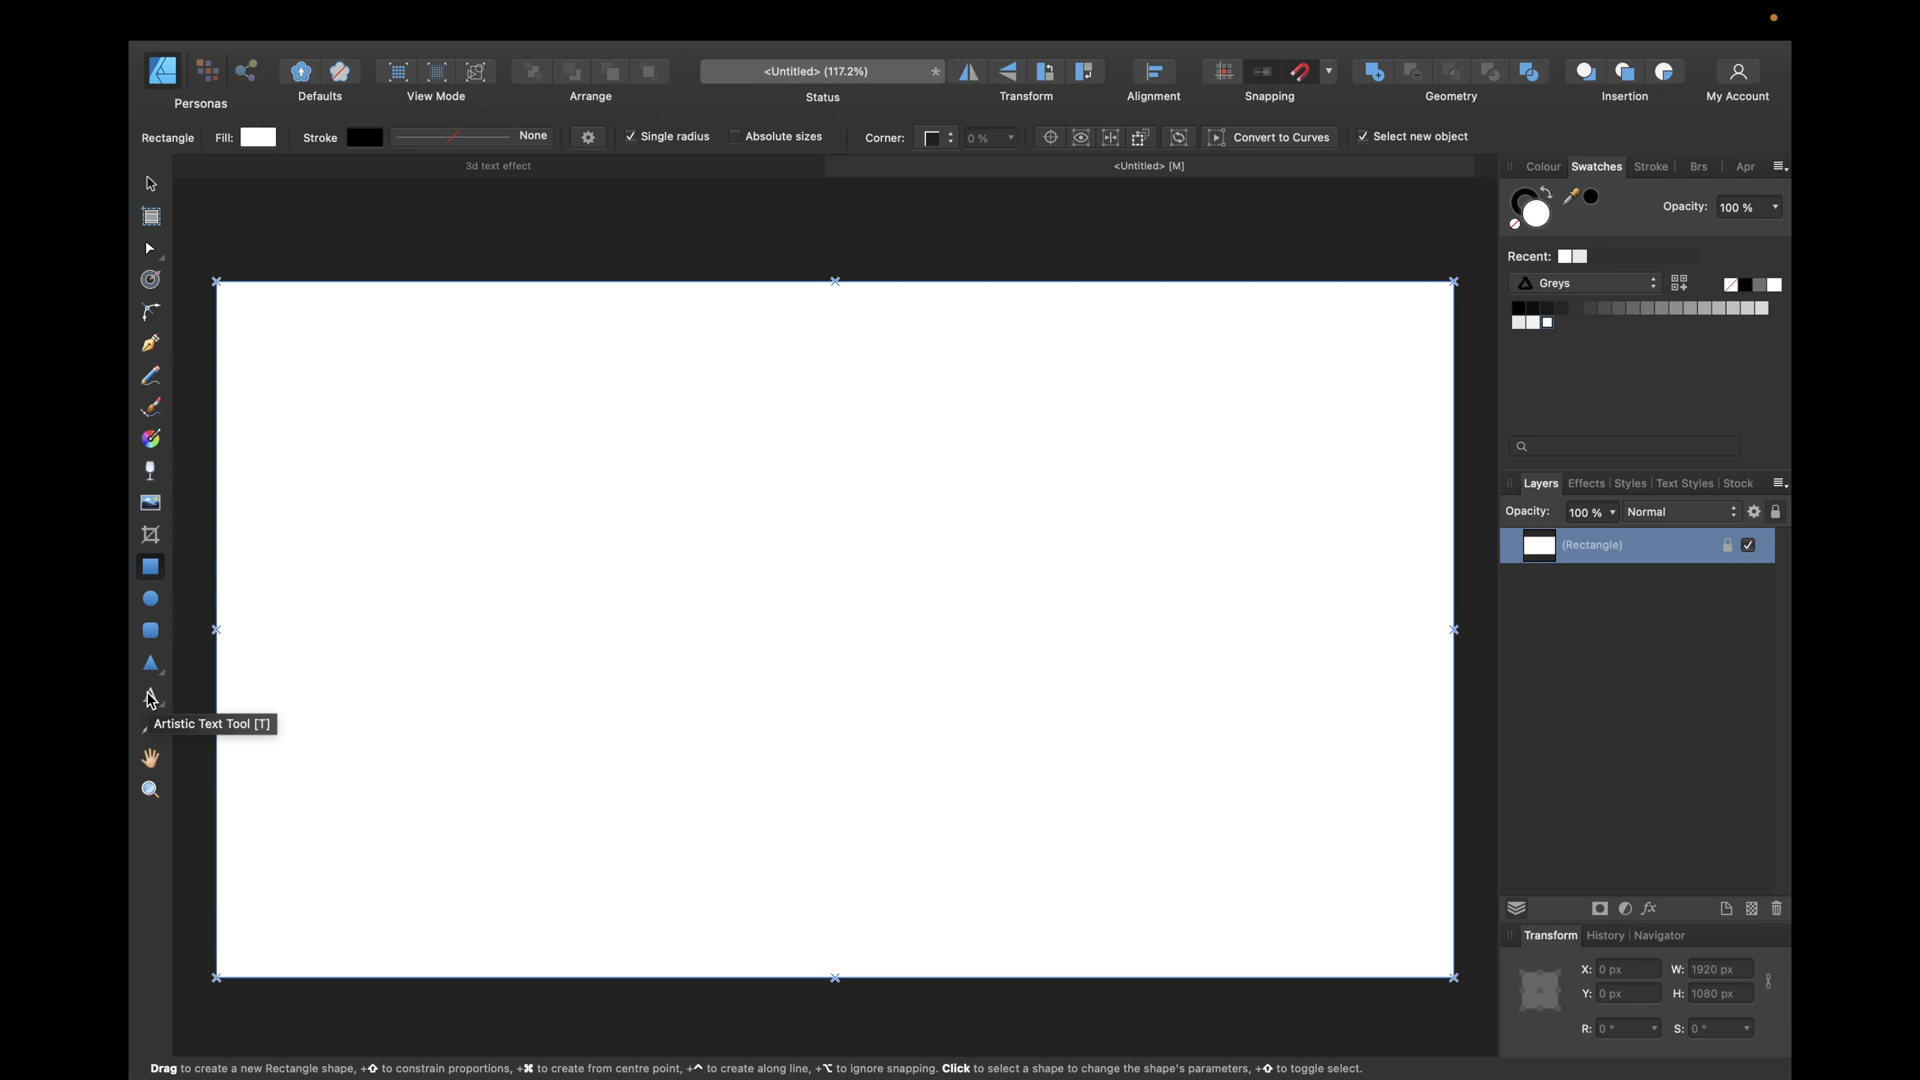 <Untitled> (117.2%) *
Personas Defaults View Mode Arrange Status Transform Alignment Snapping Geometry Insertion My Account
Rectangle Fill: Stroke None Single radius Absolute sizes Corner: 0 % Convert to Curves Select new object
3d text effect <Untitled> [M]
Colour Swatches Stroke Brs Apr
Opacity: 100 %
Recent:
Greys
Layers Effects Styles Text Styles Stock
Opacity: 100 % Normal
(Rectangle)
Artistic Text Tool [T]
fx
Transform History Navigator
X: 0 px W: 1920 px
Y: 0 px H: 1080 px
R: 0 ° S: 0 °
Drag to create a new Rectangle shape, +⇧ to constrain proportions, +⌘ to create from centre point, +^ to create along line, +⌥ to ignore snapping. Click to select a shape to change the shape's parameters, +⇧ to toggle select.